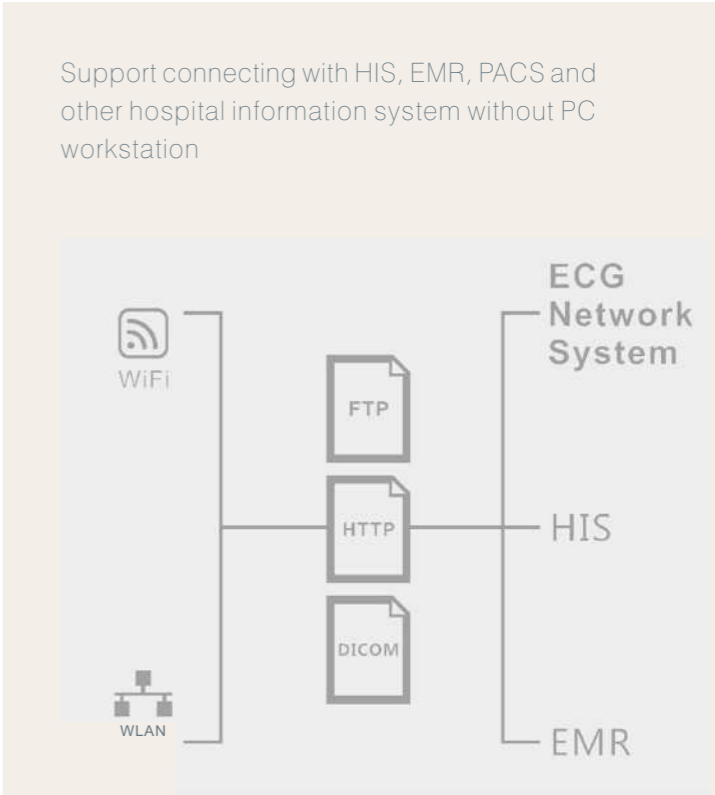 Support connecting with HIS, EMR, PACS and
other hospital information system without PC
workstation
WiFi
WLAN
FTP
HTTP
DICOM
ECG
Network
System
HIS
EMR